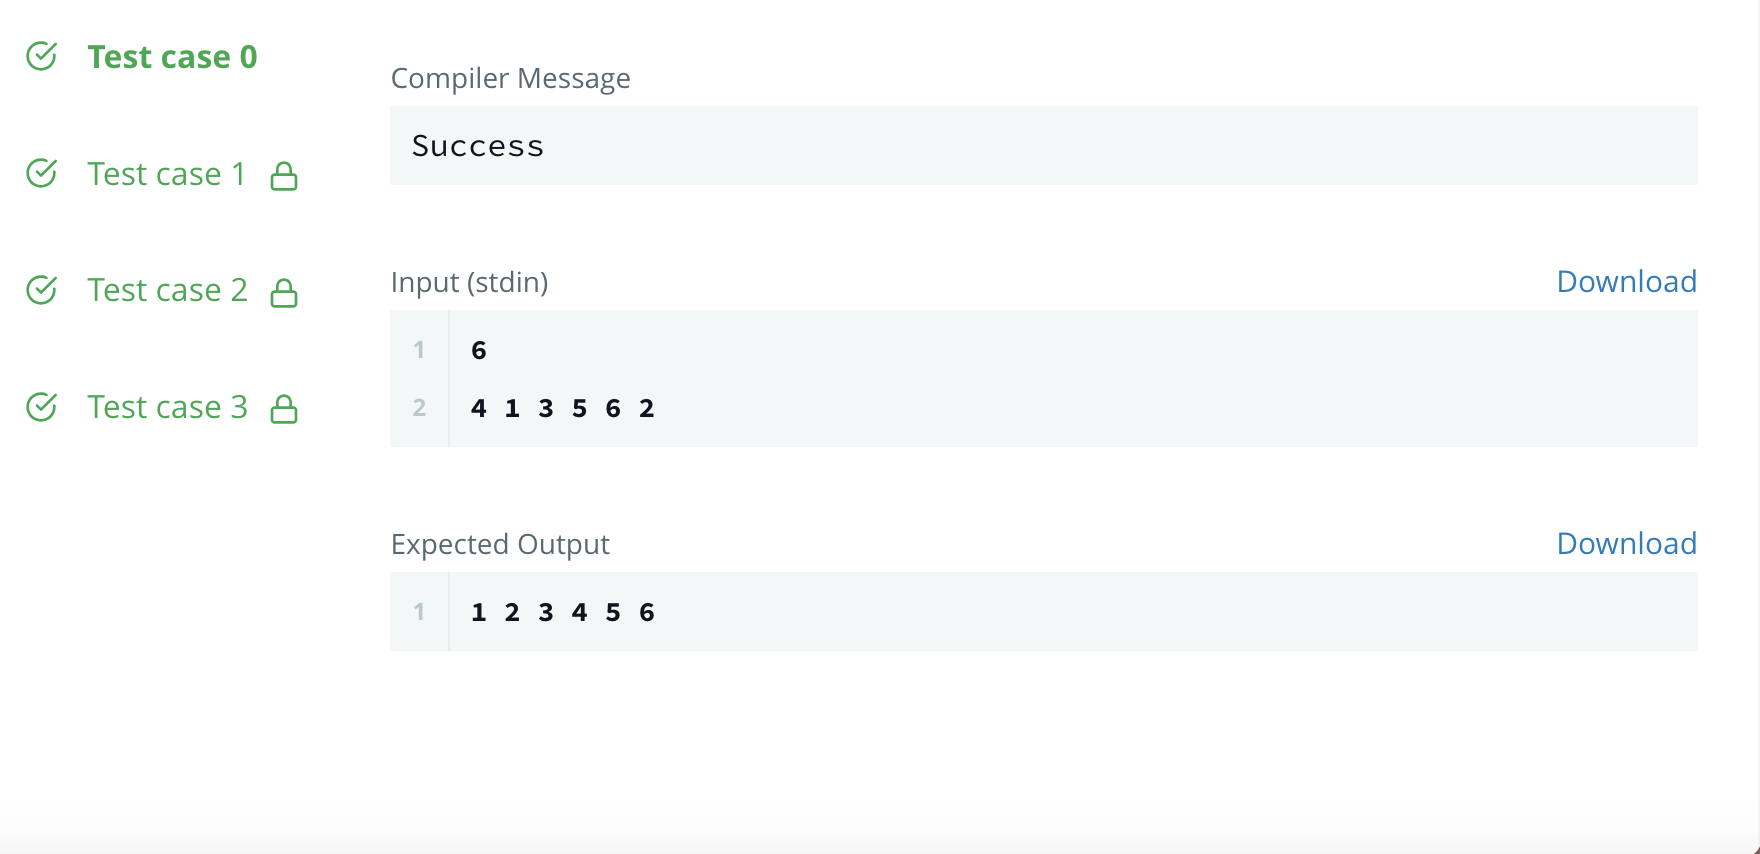 Test case 0
Test case 1
Test case 2
Test case 3
Compiler Message
Success
Input (stdin)
Download
1 6
2 4 1 3 5 6 2
Expected Output
Download
1 1 2 3 4 5 6